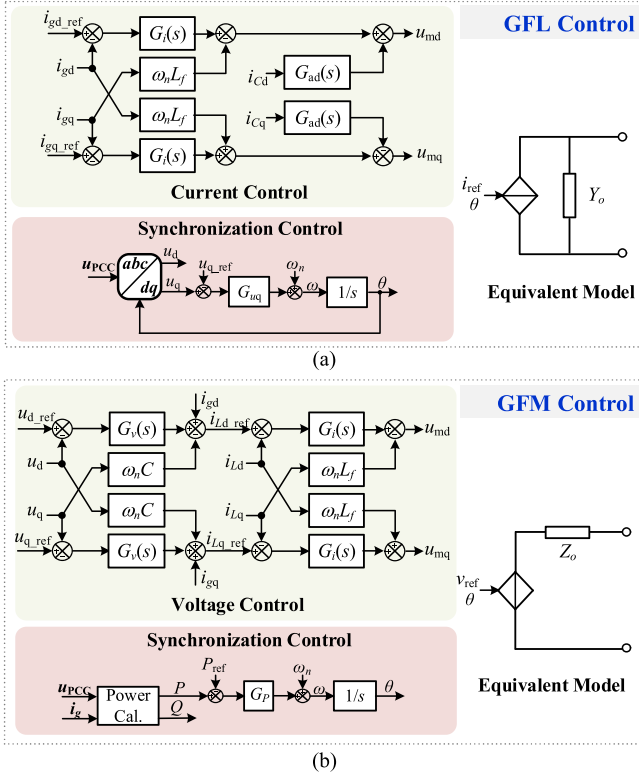 GFL Control
i_gd_ref G_i(s) u_md
i_gd ω_nL_f i_Cd G_ad(s)
i_gq ω_nL_f i_Cq G_ad(s)
i_gq_ref G_i(s) u_mq
Current Control
i_ref
θ
Y_o
Equivalent Model
Synchronization Control
u_PCC abc dq u_d
u_q u_q_ref G_uq ω_n ω 1/s θ
(a)
GFM Control
u_d_ref G_v(s) i_gd i_Ld_ref G_i(s) u_md
u_d ω_nC i_Ld ω_nL_f
u_q ω_nC i_Lq ω_nL_f
u_q_ref G_v(s) i_Lq_ref G_i(s) u_mq
i_gq
Voltage Control
v_ref
θ
Z_o
Equivalent Model
Synchronization Control
u_PCC
i_g
Power
Cal.
P
Q
P_ref G_P ω_n ω 1/s θ
(b)